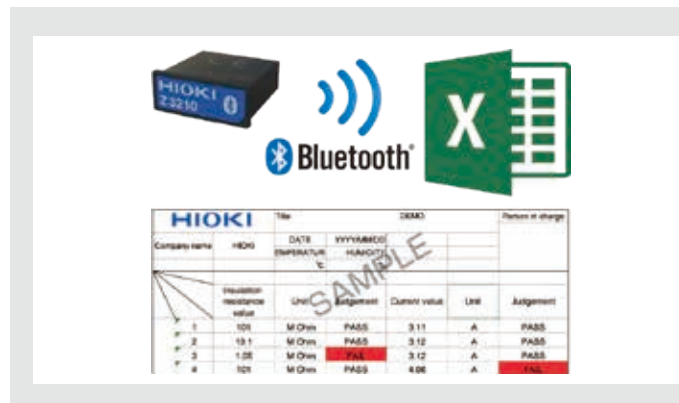 HIOKI
Z3210
Bluetooth®
X
HIOKI Title DEMO Person in charge
Company name HIOKI DATE YYYY/MM/DD
TEMPERATUR HUMIDITY
℃
SAMPLE
Insulation resistance value Unit Judgement Current value Unit Judgement
1 101 M Ohm PASS 3.11 A PASS
2 10.1 M Ohm PASS 3.12 A PASS
3 1.05 M Ohm FAIL 3.12 A PASS
4 101 M Ohm PASS 4.06 A FAIL